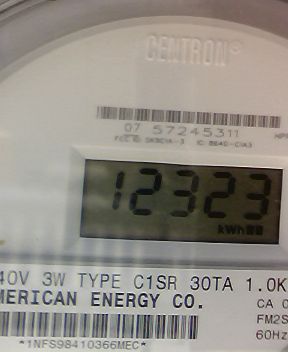 CENTRON®
07 57245311
12323
kWh
40V 3W TYPE C1SR 30TA 1.0K
MERICAN ENERGY CO.
CA 0
FM2S
60Hz
*1NFS98410366MEC*